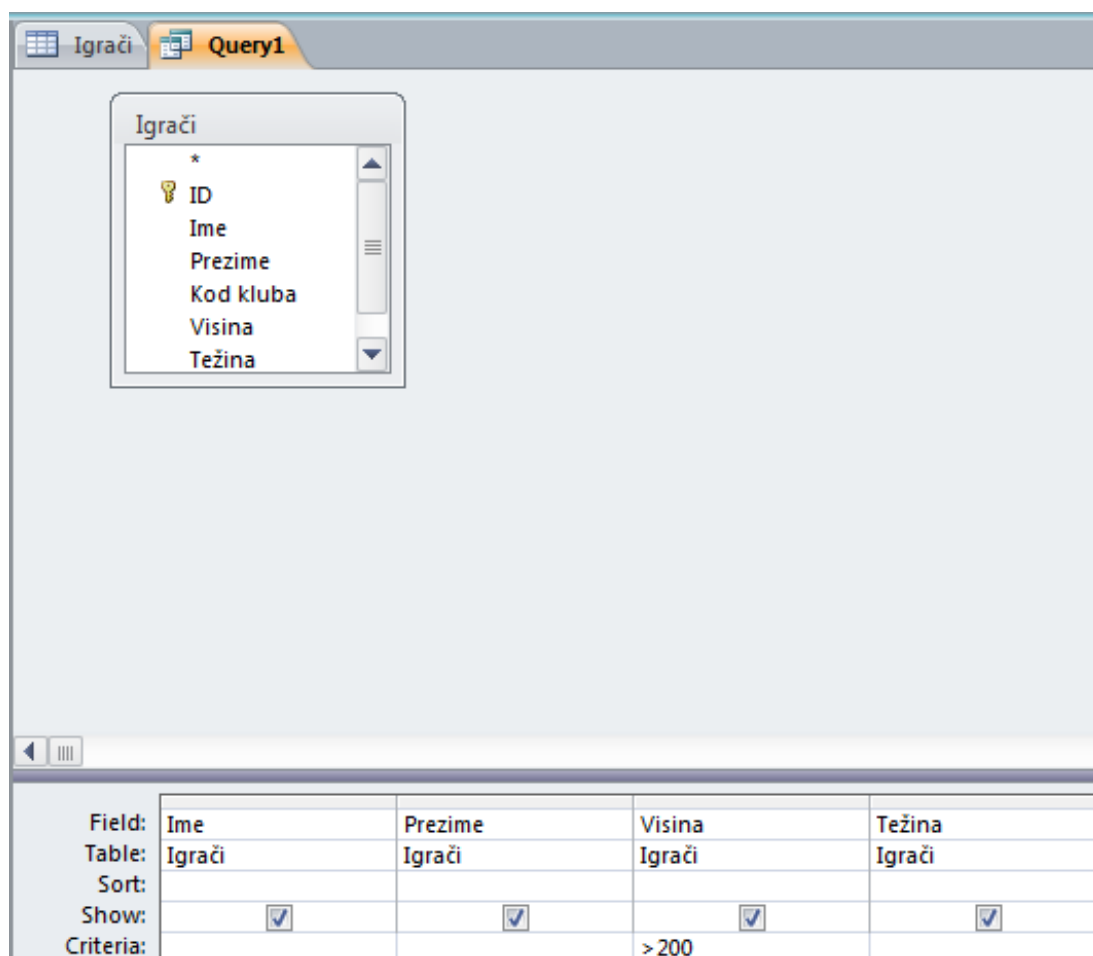 Igrači Query1
Igrači
*
ID
Ime
Prezime
Kod kluba
Visina
Težina
Field: Ime Prezime Visina Težina
Table: Igrači Igrači Igrači Igrači
Sort:
Show:
Criteria: >200